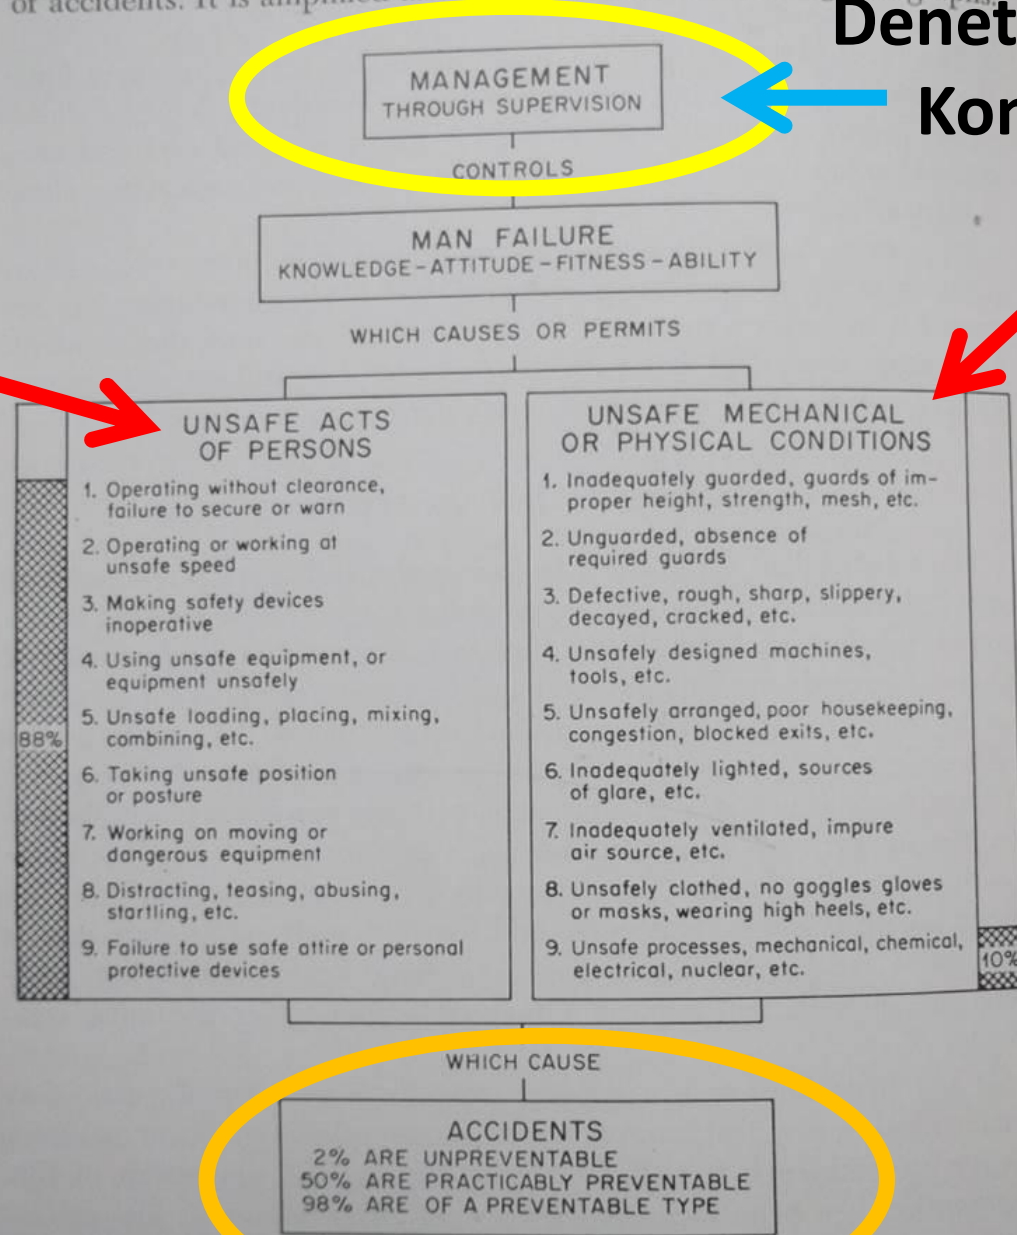 or accidents. It is amplified
Denet
Kon
MANAGEMENT
THROUGH SUPERVISION
CONTROLS
MAN FAILURE
KNOWLEDGE-ATTITUDE-FITNESS-ABILITY
WHICH CAUSES OR PERMITS
UNSAFE ACTS
OF PERSONS
1. Operating without clearance,
failure to secure or warn
2. Operating or working at
unsafe speed
3. Making safety devices
inoperative
4. Using unsafe equipment, or
equipment unsafely
5. Unsafe loading, placing, mixing,
combining, etc.
6. Taking unsafe position
or posture
7. Working on moving or
dangerous equipment
8. Distracting, teasing, abusing,
startling, etc.
9. Failure to use safe attire or personal
protective devices
88%
UNSAFE MECHANICAL
OR PHYSICAL CONDITIONS
1. Inadequately guarded, guards of im-
proper height, strength, mesh, etc.
2. Unguarded, absence of
required guards
3. Defective, rough, sharp, slippery,
decayed, cracked, etc.
4. Unsafely designed machines,
tools, etc.
5. Unsafely arranged, poor housekeeping,
congestion, blocked exits, etc.
6. Inadequately lighted, sources
of glare, etc.
7. Inadequately ventilated, impure
air source, etc.
8. Unsafely clothed, no goggles gloves
or masks, wearing high heels, etc.
9. Unsafe processes, mechanical, chemical,
electrical, nuclear, etc.
10%
WHICH CAUSE
ACCIDENTS
2% ARE UNPREVENTABLE
50% ARE PRACTICABLY PREVENTABLE
98% ARE OF A PREVENTABLE TYPE